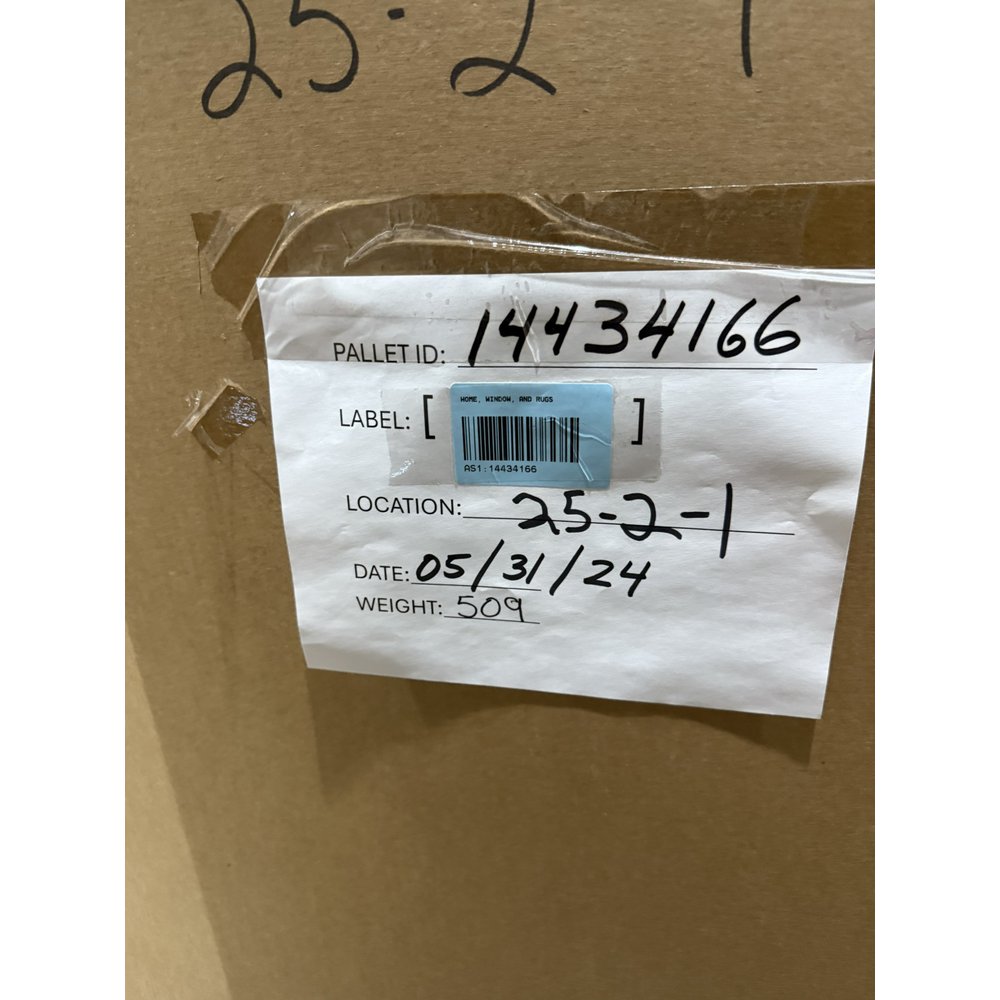 25-2-1
PALLET ID: 14434166
LABEL: [ ]
HOME, WINDOW, AND RUGS
AS1:14434166
LOCATION: 25-2-1
DATE: 05/31/24
WEIGHT: 509